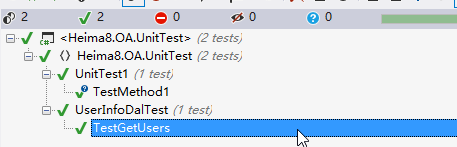 2 2 0 0 0
<Heima8.OA.UnitTest> (2 tests)
Heima8.OA.UnitTest (2 tests)
UnitTest1 (1 test)
TestMethod1
UserInfoDalTest (1 test)
TestGetUsers